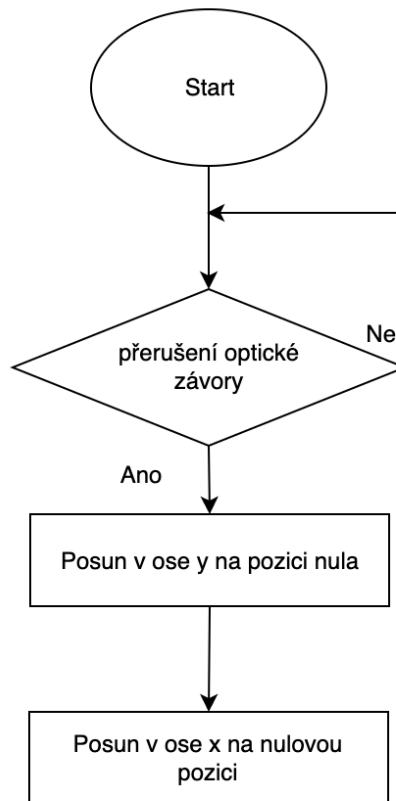 Start
přerušení optické
závory
Ne
Ano
Posun v ose y na pozici nula
Posun v ose x na nulovou
pozici